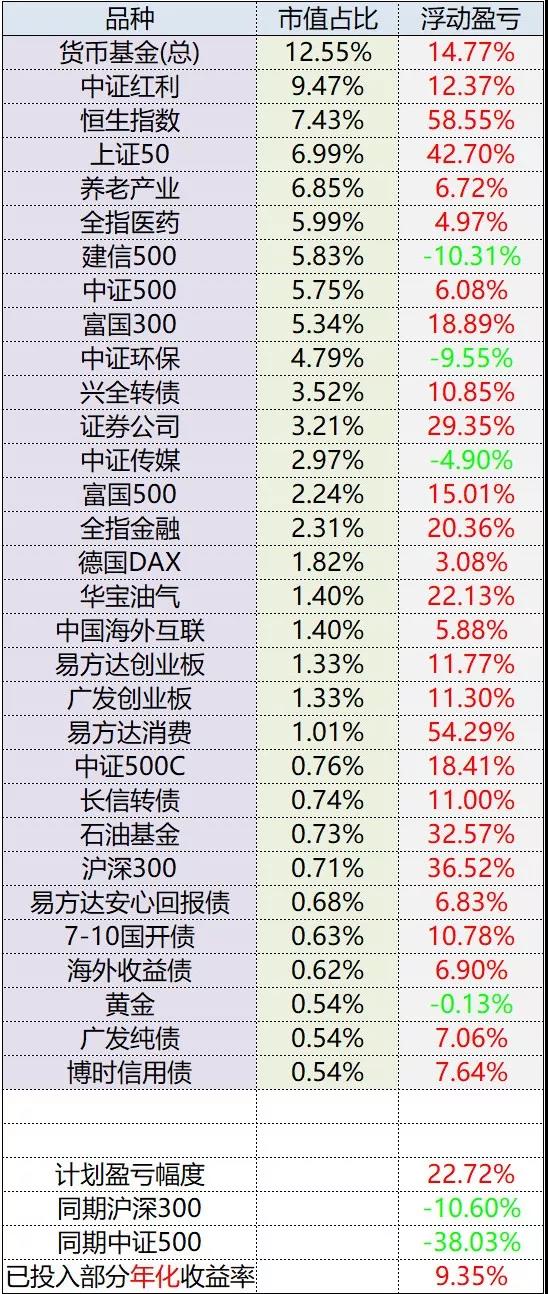 品种 市值占比 浮动盈亏
货币基金(总) 12.55% 14.77%
中证红利 9.47% 12.37%
恒生指数 7.43% 58.55%
上证50 6.99% 42.70%
养老产业 6.85% 6.72%
全指医药 5.99% 4.97%
建信500 5.83% -10.31%
中证500 5.75% 6.08%
富国300 5.34% 18.89%
中证环保 4.79% -9.55%
兴全转债 3.52% 10.85%
证券公司 3.21% 29.35%
中证传媒 2.97% -4.90%
富国500 2.24% 15.01%
全指金融 2.31% 20.36%
德国DAX 1.82% 3.08%
华宝油气 1.40% 22.13%
中国海外互联 1.40% 5.88%
易方达创业板 1.33% 11.77%
广发创业板 1.33% 11.30%
易方达消费 1.01% 54.29%
中证500C 0.76% 18.41%
长信转债 0.74% 11.00%
石油基金 0.73% 32.57%
沪深300 0.71% 36.52%
易方达安心回报债 0.68% 6.83%
7-10国开债 0.63% 10.78%
海外收益债 0.62% 6.90%
黄金 0.54% -0.13%
广发纯债 0.54% 7.06%
博时信用债 0.54% 7.64%
计划盈亏幅度 22.72%
同期沪深300 -10.60%
同期中证500 -38.03%
已投入部分年化收益率 9.35%